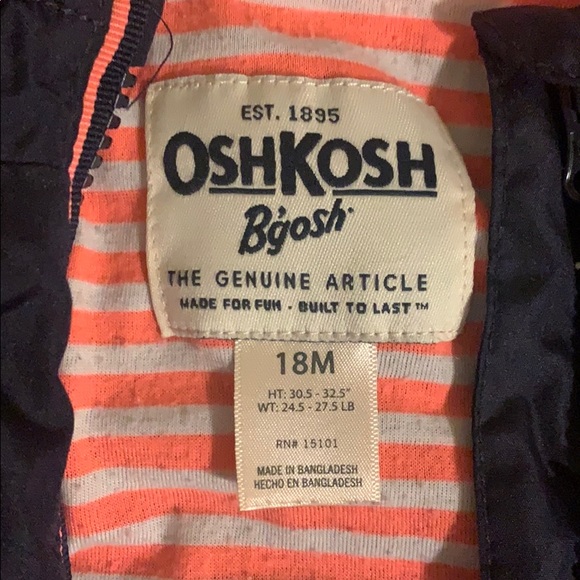 EST. 1895
OSHKOSH
B'gosh
THE GENUINE ARTICLE
MADE FOR FUN - BUILT TO LAST™
18M
HT: 30.5 - 32.5"
WT: 24.5 - 27.5 LB
RN# 15101
MADE IN BANGLADESH
HECHO EN BANGLADESH